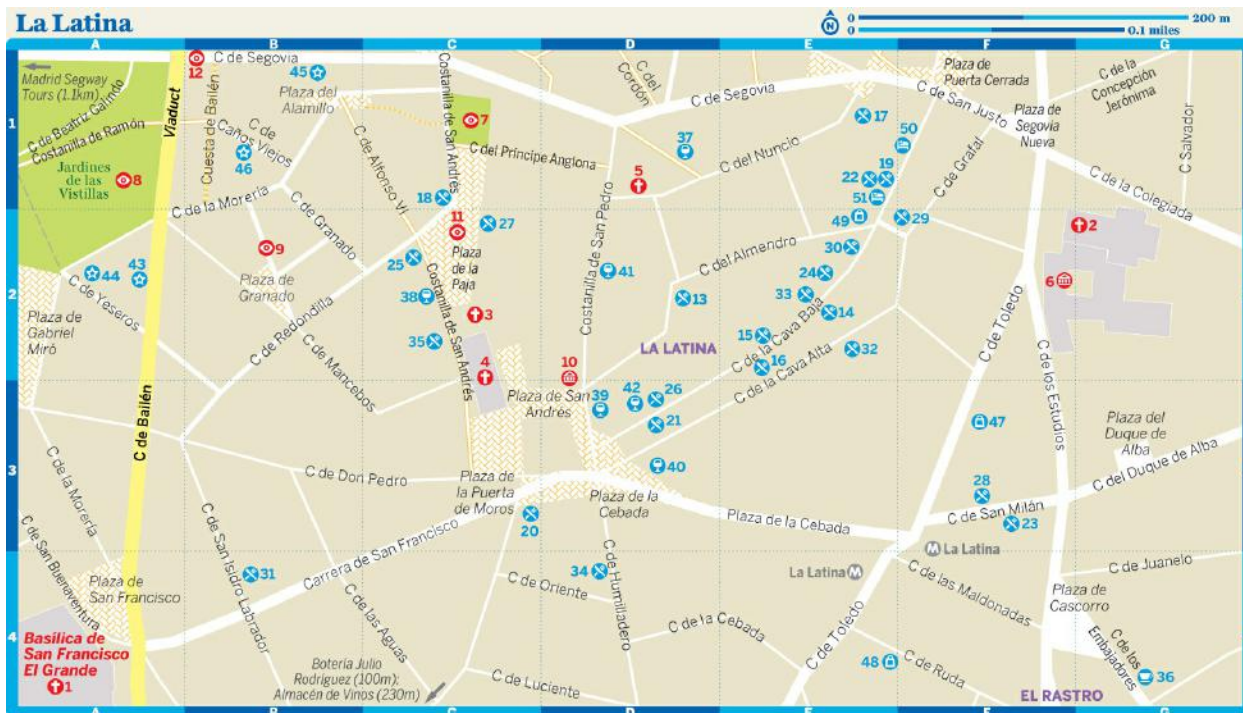 La Latina
N
0
200 m
0
0.1 miles
A
B
C
D
E
F
G
1
2
3
4
Madrid Segway
Tours (1.1km)
C de Beatriz Galindo
Costanilla de Ramón
Jardines
de las
Vistillas
8
Viaduct
12
C de Segovia
Cuesta de Bailén
45
Plaza del
Alamillo
C de
Caños Viejos
46
C de Alfonso VI
Costanilla de San Andrés
7
C del Príncipe Anglona
C del
Cordón
C de Segovia
37
5
C del Nuncio
Plaza de
Puerta Cerrada
C de San Justo
17
50
19
22
51
49
29
C de Grafal
Plaza de
Segovia
Nueva
C de la
Concepción
Jerónima
C Salvador
C de la Colegiada
C de la Morería
C de Granado
18
11
27
Plaza
de la
Paja
25
38
35
3
4
9
Plaza de
Granado
44
43
C de Yeseros
Plaza de
Gabriel
Miró
C de Bailén
C de Redondilla
C de Mancebos
Costanilla de San Andrés
Costanilla de San Pedro
41
C del Almendro
13
30
24
33
14
15
16
32
C de la Cava Baja
C de la Cava Alta
LA LATINA
10
Plaza de San
Andrés
39
42
26
21
40
C de Toledo
2
6
C de los Estudios
47
Plaza del
Duque de
Alba
C del Duque de Alba
28
C de San Milán
23
C de la Morería
C de Don Pedro
Plaza de
la Puerta
de Moros
20
Plaza de la
Cebada
Plaza de la Cebada
C de San Buenaventura
Plaza de
San Francisco
C de San Isidro Labrador
31
Carrera de San Francisco
C de las Aguas
34
C de Oriente
C de Humilladero
C de la Cebada
M La Latina
La Latina M
C de las Maldonadas
Plaza de
Cascorro
C de Juanelo
C de Toledo
48
C de Ruda
C de los
Embajadores
36
EL RASTRO
Basílica de
San Francisco
El Grande
1
Botería Julio
Rodríguez (100m);
Almacén de Vinos (230m)
C de Luciente
A
B
C
D
E
F
G